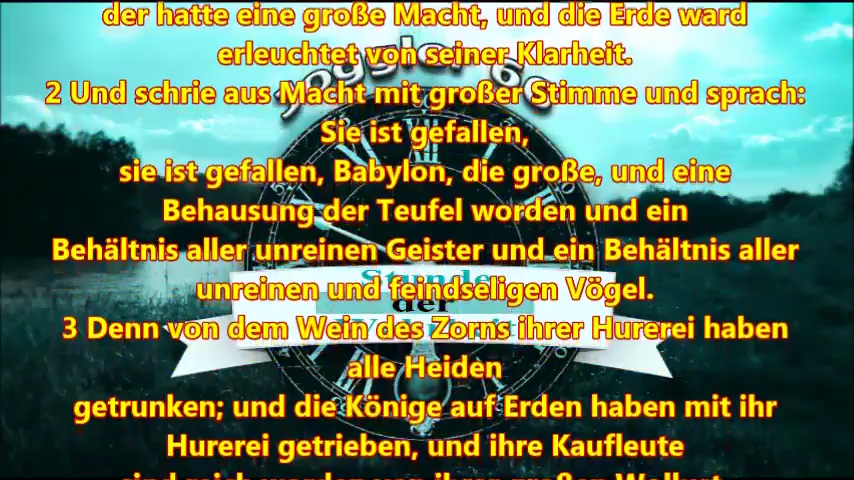 der hatte eine große Macht, und die Erde ward
erleuchtet von seiner Klarheit.
2 Und schrie aus Macht mit großer Stimme und sprach:
Sie ist gefallen,
sie ist gefallen, Babylon, die große, und eine
Behausung der Teufel worden und ein
Behältnis aller unreinen Geister und ein Behältnis aller
unreinen und feindseligen Vögel.
3 Denn von dem Wein des Zorns ihrer Hurerei haben
alle Heiden
getrunken; und die Könige auf Erden haben mit ihr
Hurerei getrieben, und ihre Kaufleute
Stunde
der